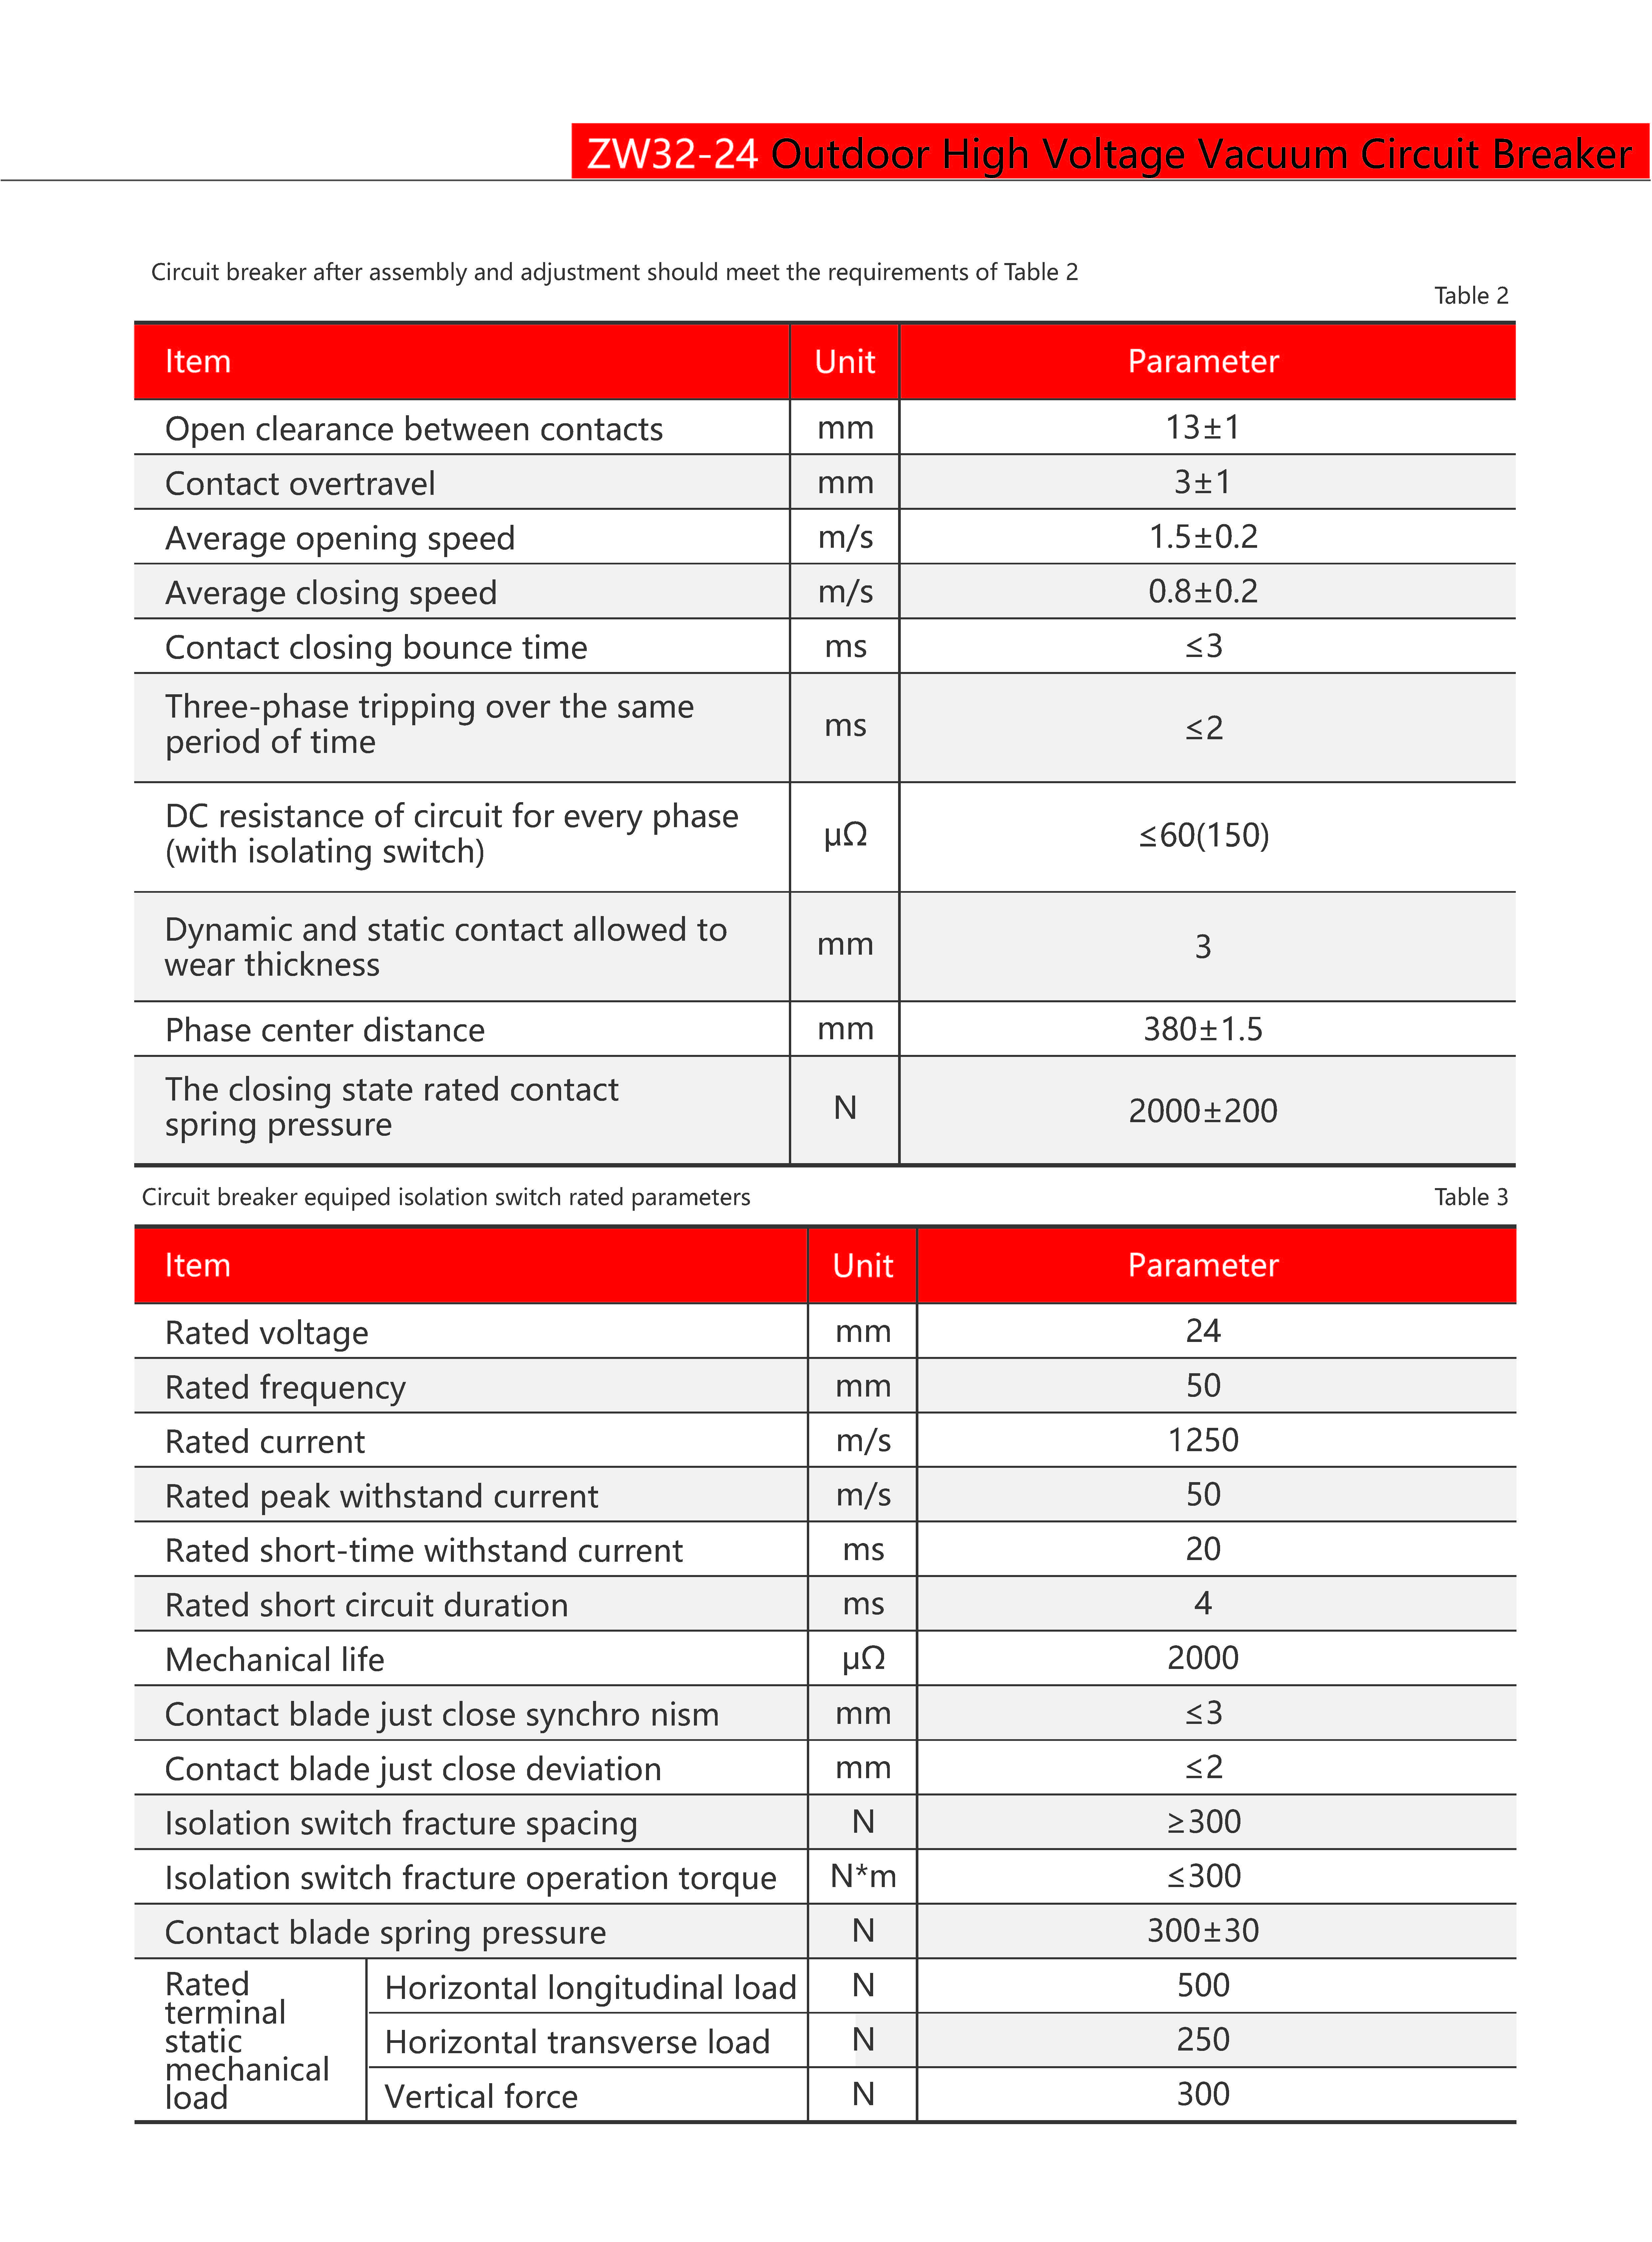 ZW32-24 Outdoor High Voltage Vacuum Circuit Breaker
Circuit breaker after assembly and adjustment should meet the requirements of Table 2
Table 2
Item Unit Parameter
Open clearance between contacts mm 13±1
Contact overtravel mm 3±1
Average opening speed m/s 1.5±0.2
Average closing speed m/s 0.8±0.2
Contact closing bounce time ms ≤3
Three-phase tripping over the same
period of time ms ≤2
DC resistance of circuit for every phase
(with isolating switch) μΩ ≤60(150)
Dynamic and static contact allowed to
wear thickness mm 3
Phase center distance mm 380±1.5
The closing state rated contact
spring pressure N 2000±200
Circuit breaker equiped isolation switch rated parameters Table 3
Item Unit Parameter
Rated voltage mm 24
Rated frequency mm 50
Rated current m/s 1250
Rated peak withstand current m/s 50
Rated short-time withstand current ms 20
Rated short circuit duration ms 4
Mechanical life μΩ 2000
Contact blade just close synchro nism mm ≤3
Contact blade just close deviation mm ≤2
Isolation switch fracture spacing N ≥300
Isolation switch fracture operation torque N*m ≤300
Contact blade spring pressure N 300±30
Rated
terminal
static
mechanical
load
Horizontal longitudinal load N 500
Horizontal transverse load N 250
Vertical force N 300